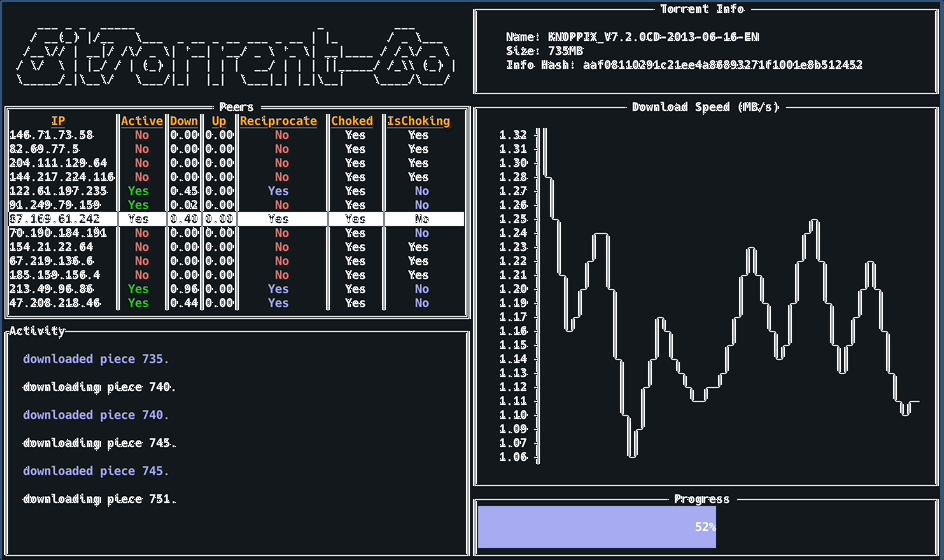 BitTorrent-Go
Torrent Info
Name: KNOPPIX_V7.2.0CD-2013-06-16-EN
Size: 735MB
Info Hash: aaf08110291c21ee4a86893271f1001e8b512452
Peers
IP Active Down Up Reciprocate Choked IsChoking
146.71.73.58 No 0.00 0.00 No Yes Yes
82.69.77.5 No 0.00 0.00 No Yes Yes
204.111.129.64 No 0.00 0.00 No Yes Yes
144.217.224.116 No 0.00 0.00 No Yes Yes
122.61.197.235 Yes 0.45 0.00 Yes Yes No
91.249.79.159 Yes 0.02 0.00 No Yes No
87.169.61.242 Yes 0.40 0.00 Yes Yes No
70.190.184.191 No 0.00 0.00 No Yes No
154.21.22.64 No 0.00 0.00 No Yes Yes
67.219.136.6 No 0.00 0.00 No Yes Yes
185.159.156.4 No 0.00 0.00 No Yes Yes
213.49.96.86 Yes 0.96 0.00 Yes Yes No
47.208.218.46 Yes 0.44 0.00 Yes Yes No
Activity
downloaded piece 735.
downloading piece 740.
downloaded piece 740.
downloading piece 745.
downloaded piece 745.
downloading piece 751.
Download Speed (MB/s)
1.32
1.31
1.30
1.28
1.27
1.26
1.25
1.24
1.23
1.22
1.21
1.20
1.19
1.17
1.16
1.15
1.14
1.13
1.12
1.11
1.10
1.09
1.07
1.06
Progress
52%